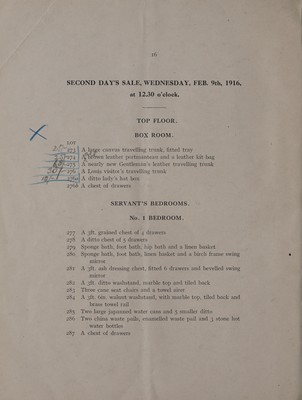 16
SECOND DAY'S SALE, WEDNESDAY, FEB. 9th, 1916,
at 12.30 o'clock.
TOP FLOOR.
BOX ROOM.
LOT
273 A large canvas travelling trunk, fitted tray
274 A brown leather portmanteau and a leather kit bag
275 A nearly new Gentleman's leather travelling trunk
276 A Louis visitor's travelling trunk
276a A ditto lady's hat box
276b A chest of drawers
SERVANT'S BEDROOMS.
No. 1 BEDROOM.
277 A 3ft. grained chest of 4 drawers
278 A ditto chest of 5 drawers
279 Sponge bath, foot bath, hip bath and a linen basket
280 Sponge bath, foot bath, linen basket and a birch frame swing
mirror
281 A 3ft. ash dressing chest, fitted 6 drawers and bevelled swing
mirror
282 A 3ft. ditto washstand, marble top and tiled back
283 Three cane seat chairs and a towel airer
284 A 3ft. 6in. walnut washstand, with marble top, tiled back and
brass towel rail
285 Two large japanned water cans and 3 smaller ditto
286 Two china waste pails, enamelled waste pail and 3 stone hot
water bottles
287 A chest of drawers